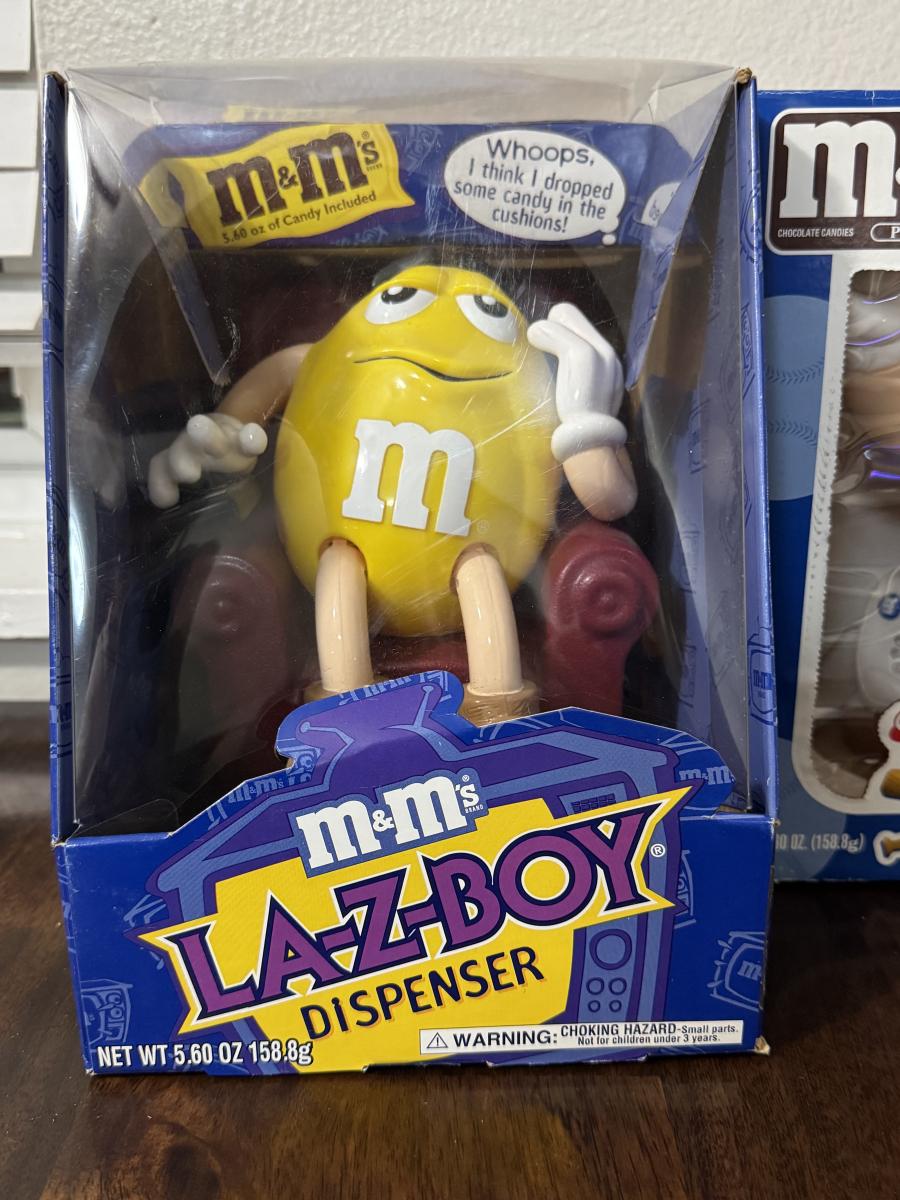 m&m's®
5.60 oz of Candy Included
Whoops,
I think I dropped
some candy in the
cushions!
m
m&m's®
BRAND
LA-Z-BOY®
DiSPENSER
⚠ WARNING: CHOKING HAZARD-Small parts.
Not for children under 3 years.
NET WT 5.60 OZ 158.8g
m
CHOCOLATE CANDIES
OZ. (158.8g)